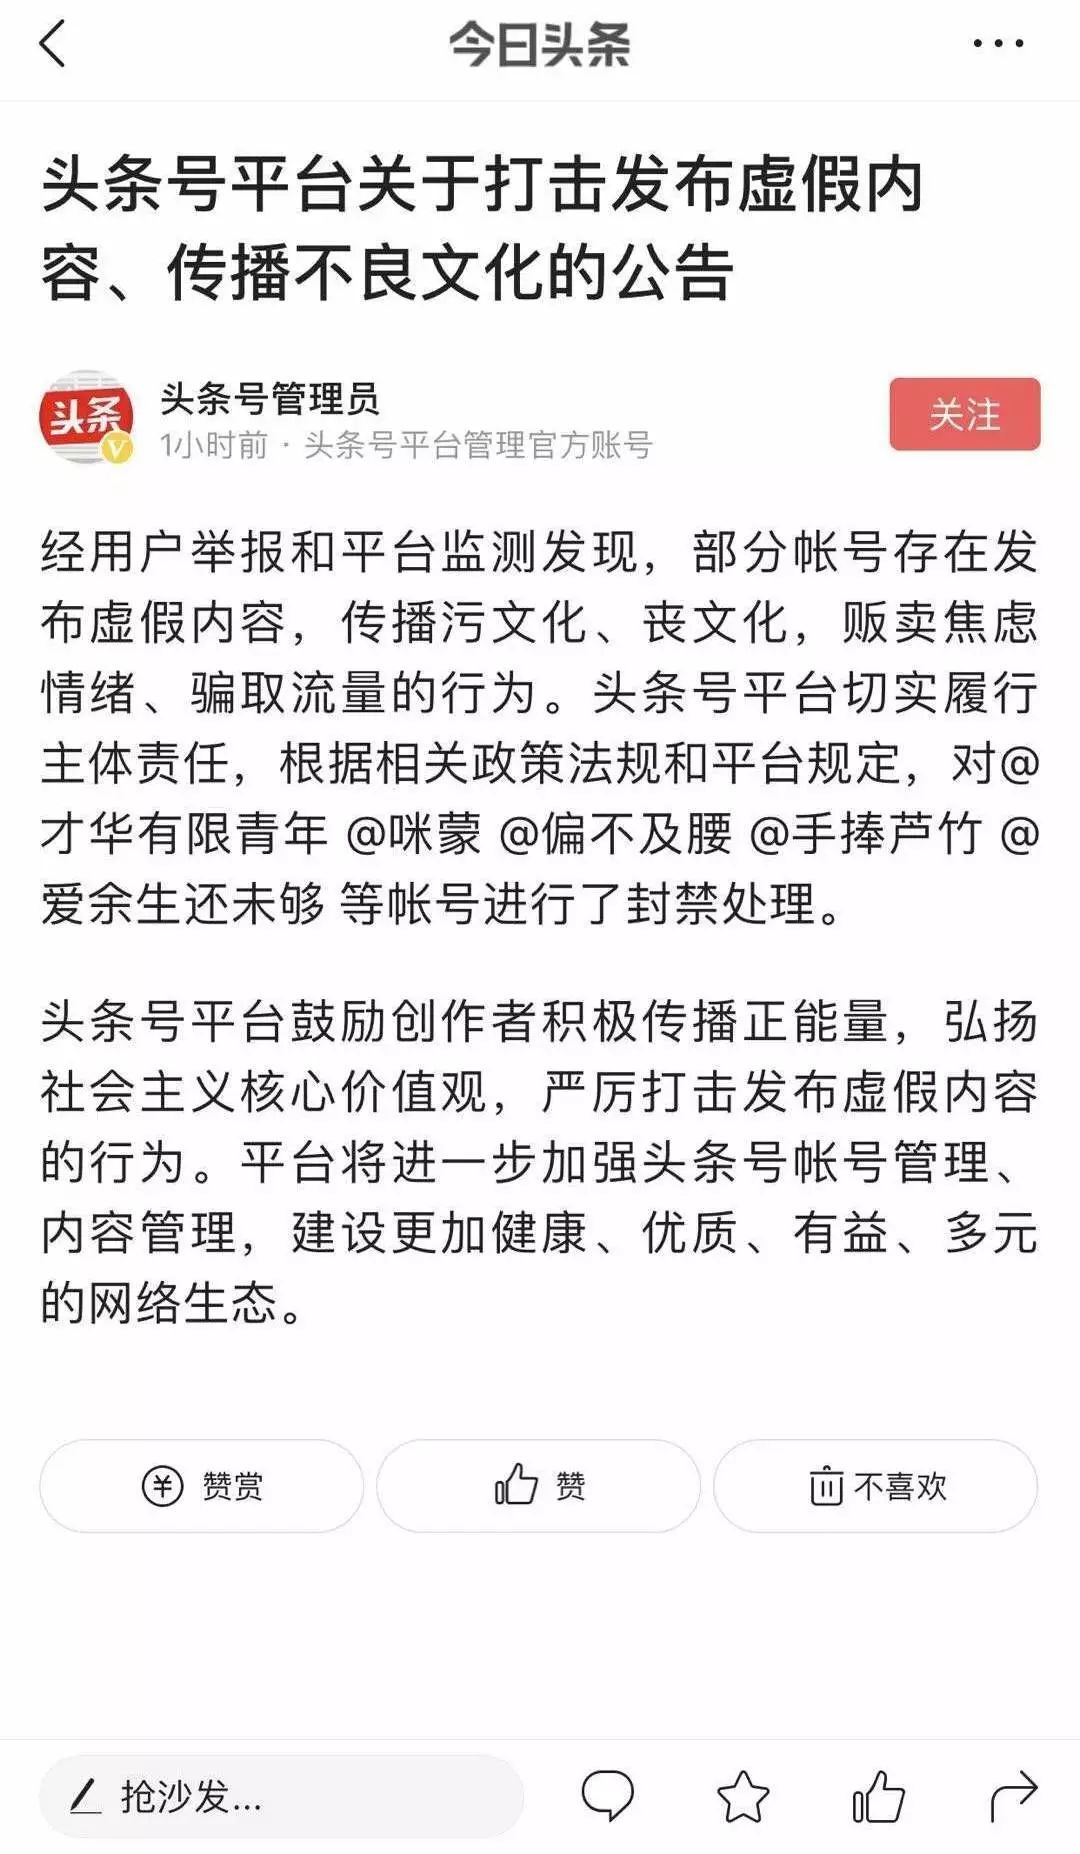 今日头条
头条号平台关于打击发布虚假内
容、传播不良文化的公告
头条
V
头条号管理员
1小时前 · 头条号平台管理官方账号
关注
经用户举报和平台监测发现，部分帐号存在发
布虚假内容，传播污文化、丧文化，贩卖焦虑
情绪、骗取流量的行为。头条号平台切实履行
主体责任，根据相关政策法规和平台规定，对@
才华有限青年 @咪蒙 @偏不及腰 @手捧芦竹 @
爱余生还未够 等帐号进行了封禁处理。
头条号平台鼓励创作者积极传播正能量，弘扬
社会主义核心价值观，严厉打击发布虚假内容
的行为。平台将进一步加强头条号帐号管理、
内容管理，建设更加健康、优质、有益、多元
的网络生态。
¥ 赞赏
赞
不喜欢
抢沙发...